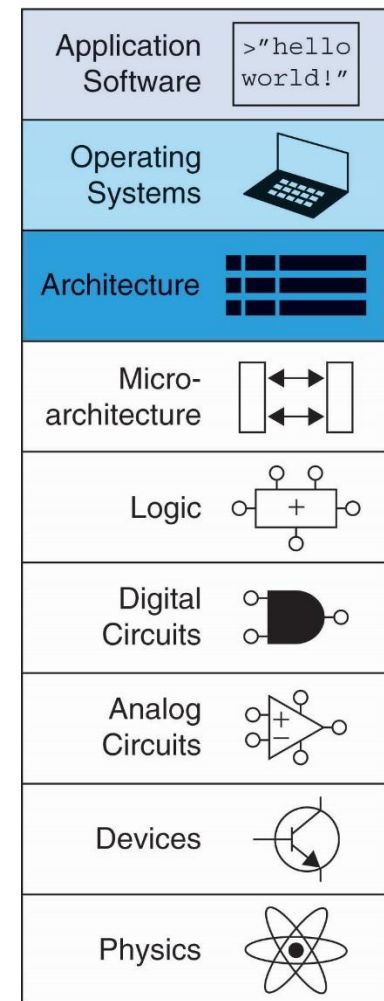 Application
Software
>"hello
world!"
Operating
Systems
Architecture
Micro-
architecture
Logic
+
Digital
Circuits
Analog
Circuits
+
−
Devices
Physics